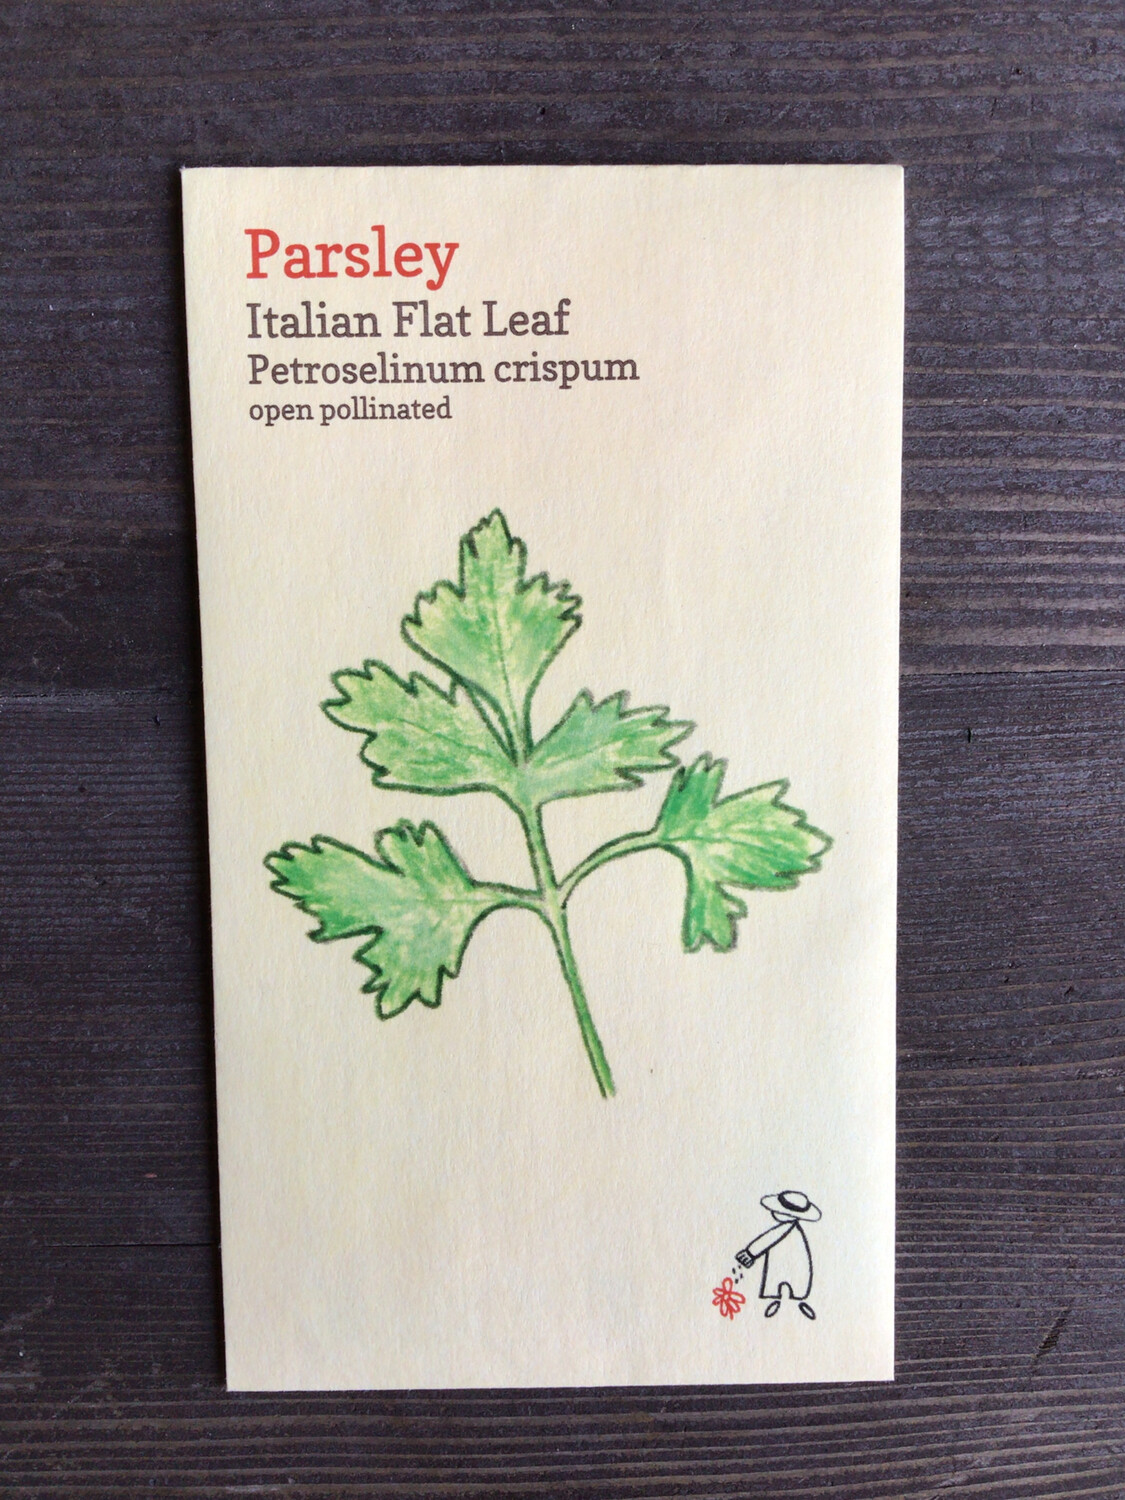 Parsley
Italian Flat Leaf
Petroselinum crispum
open pollinated